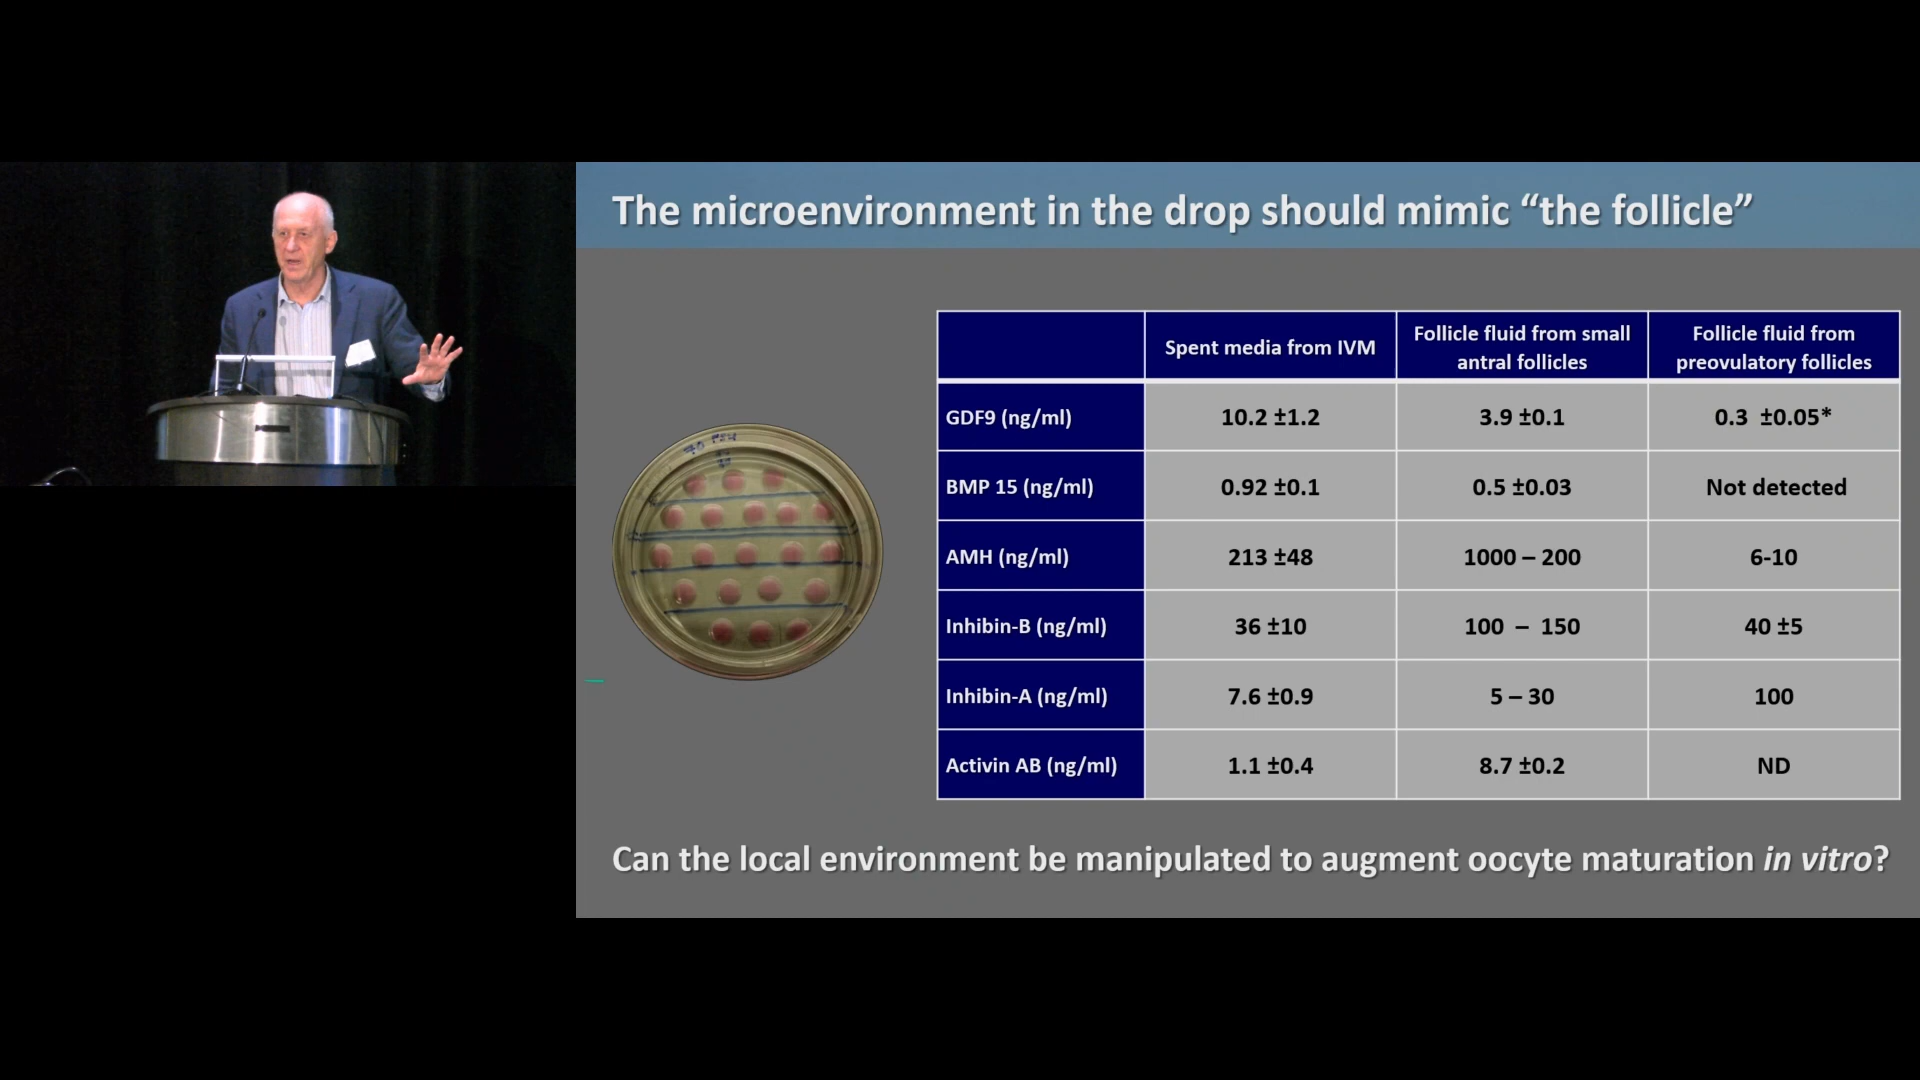 The microenvironment in the drop should mimic “the follicle”
Spent media from IVM
Follicle fluid from small
antral follicles
Follicle fluid from
preovulatory follicles
GDF9 (ng/ml) 10.2 ±1.2 3.9 ±0.1 0.3 ±0.05*
BMP 15 (ng/ml) 0.92 ±0.1 0.5 ±0.03 Not detected
AMH (ng/ml) 213 ±48 1000 – 200 6-10
Inhibin-B (ng/ml) 36 ±10 100 – 150 40 ±5
Inhibin-A (ng/ml) 7.6 ±0.9 5 – 30 100
Activin AB (ng/ml) 1.1 ±0.4 8.7 ±0.2 ND
Can the local environment be manipulated to augment oocyte maturation in vitro?